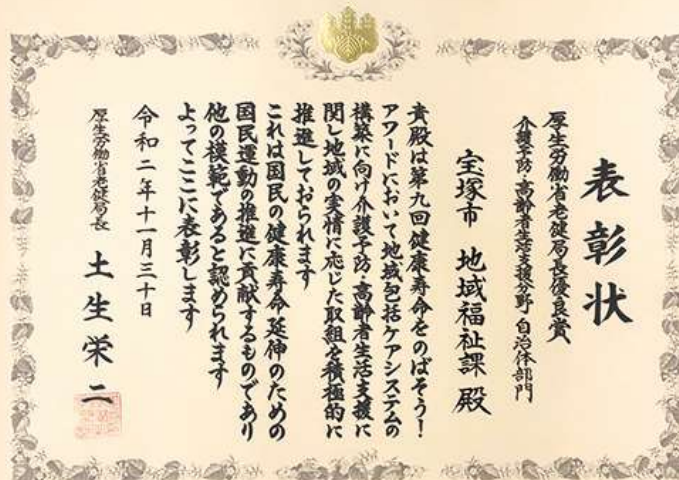 表彰状
厚生労働省老健局長優良賞
介護予防・高齢者生活支援分野 自治体部門
宝塚市 地域福祉課 殿
貴殿は第九回健康寿命をのばそう！
アワードにおいて地域包括ケアシステムの
構築に向け介護予防・高齢者生活支援に
関し地域の実情に応じた取組を積極的に
推進しておられます
これは国民の健康寿命延伸のための
国民運動の推進に貢献するものであり
他の模範であると認められます
よってここに表彰します
令和二年十一月三十日
厚生労働省老健局長 土生栄二